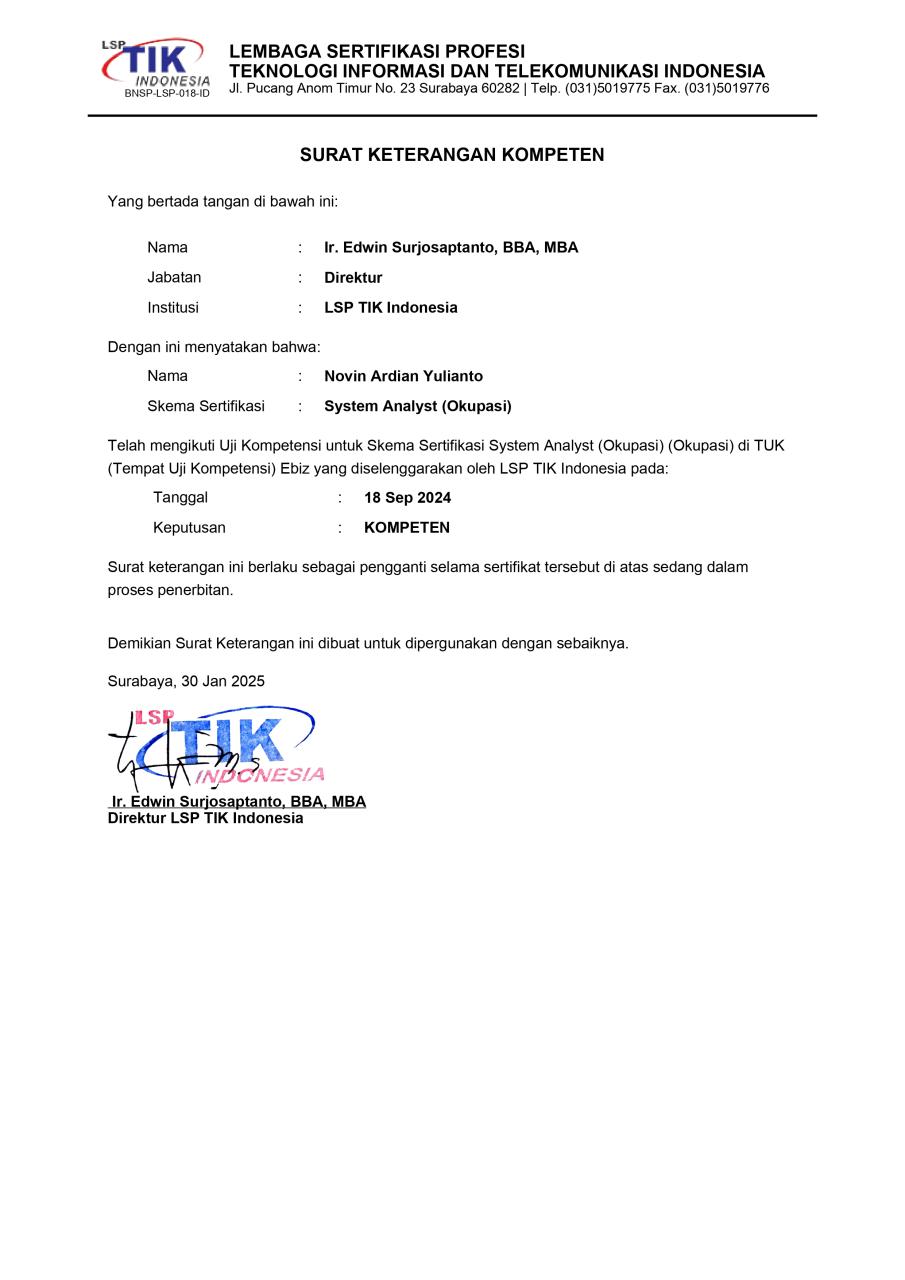 LSP
TIK
INDONESIA
BNSP-LSP-018-ID
LEMBAGA SERTIFIKASI PROFESI
TEKNOLOGI INFORMASI DAN TELEKOMUNIKASI INDONESIA
Jl. Pucang Anom Timur No. 23 Surabaya 60282 | Telp. (031)5019775 Fax. (031)5019776
SURAT KETERANGAN KOMPETEN
Yang bertada tangan di bawah ini:
Nama : Ir. Edwin Surjosaptanto, BBA, MBA
Jabatan : Direktur
Institusi : LSP TIK Indonesia
Dengan ini menyatakan bahwa:
Nama : Novin Ardian Yulianto
Skema Sertifikasi : System Analyst (Okupasi)
Telah mengikuti Uji Kompetensi untuk Skema Sertifikasi System Analyst (Okupasi) (Okupasi) di TUK
(Tempat Uji Kompetensi) Ebiz yang diselenggarakan oleh LSP TIK Indonesia pada:
Tanggal : 18 Sep 2024
Keputusan : KOMPETEN
Surat keterangan ini berlaku sebagai pengganti selama sertifikat tersebut di atas sedang dalam
proses penerbitan.
Demikian Surat Keterangan ini dibuat untuk dipergunakan dengan sebaiknya.
Surabaya, 30 Jan 2025
LSP
TIK
INDONESIA
Ir. Edwin Surjosaptanto, BBA, MBA
Direktur LSP TIK Indonesia